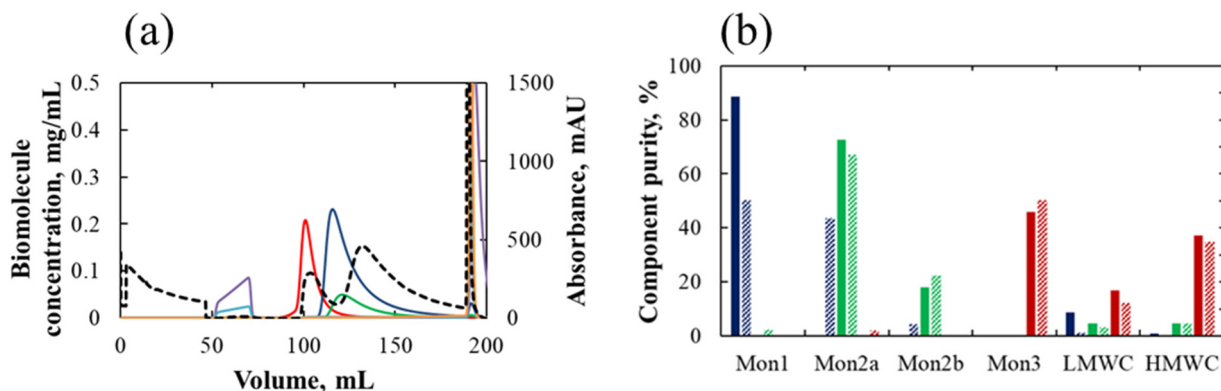 (a)
0.5
0.4
0.3
0.2
0.1
0
Biomolecule
concentration, mg/mL
1500
1000
500
0
Absorbance, mAU
0
50
100
150
200
Volume, mL
(b)
100
80
60
40
20
0
Component purity, %
Mon1
Mon2a
Mon2b
Mon3
LMWC
HMWC